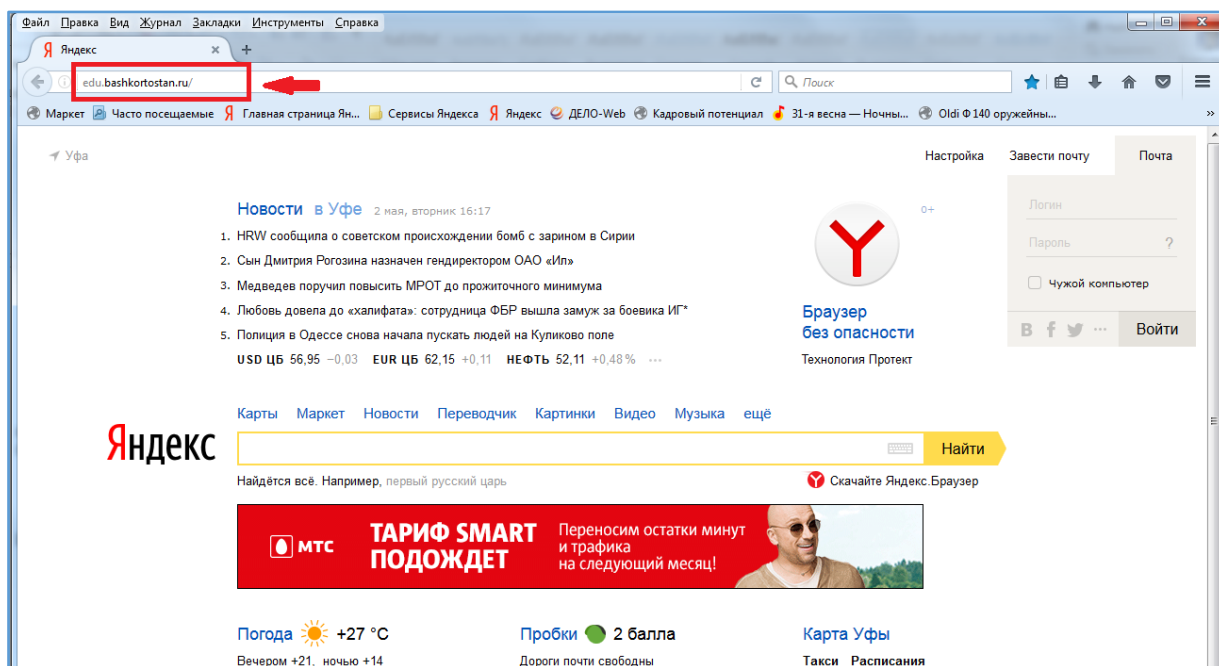 Файл Правка Вид Журнал Закладки Инструменты Справка
Яндекс
edu.bashkortostan.ru/
Поиск
Маркет Часто посещаемые Главная страница Ян... Сервисы Яндекса Яндекс ДЕЛО-Web Кадровый потенциал 31-я весна — Ночны... Oldi Ф140 оружейны... »
Уфа
Настройка Завести почту Почта
Новости в Уфе 2 мая, вторник 16:17
0+
Логин
1. HRW сообщила о советском происхождении бомб с зарином в Сирии
Пароль ?
2. Сын Дмитрия Рогозина назначен гендиректором ОАО «Ил»
3. Медведев поручил повысить МРОТ до прожиточного минимума
Чужой компьютер
4. Любовь довела до «халифата»: сотрудница ФБР вышла замуж за боевика ИГ*
Браузер
без опасности
5. Полиция в Одессе снова начала пускать людей на Куликово поле
Войти
USD ЦБ 56,95 −0,03 EUR ЦБ 62,15 +0,11 НЕФТЬ 52,11 +0,48% ···
Технология Протект
Карты Маркет Новости Переводчик Картинки Видео Музыка ещё
Яндекс
Найти
Найдётся всё. Например, первый русский царь
Скачайте Яндекс.Браузер
МТС
ТАРИФ SMART
ПОДОЖДЕТ
Переносим остатки минут
и трафика
на следующий месяц!
Погода +27 °C
Пробки 2 балла
Карта Уфы
Вечером +21, ночью +14
Дороги почти свободны
Такси Расписания